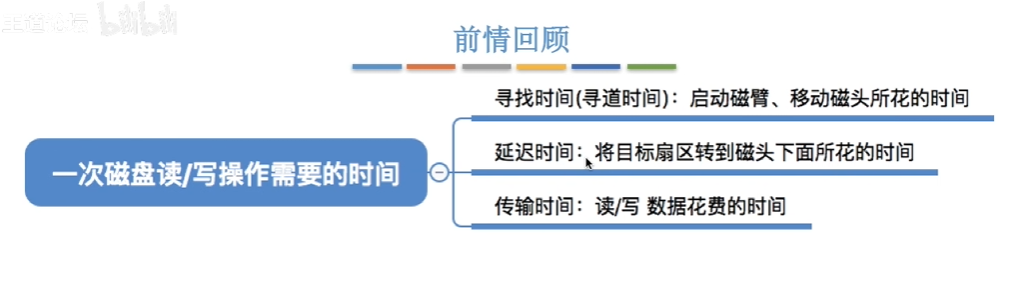 王道论坛 bilibili
前情回顾
寻找时间(寻道时间)：启动磁臂、移动磁头所花的时间
延迟时间：将目标扇区转到磁头下面所花的时间
一次磁盘读/写操作需要的时间
传输时间：读/写 数据花费的时间